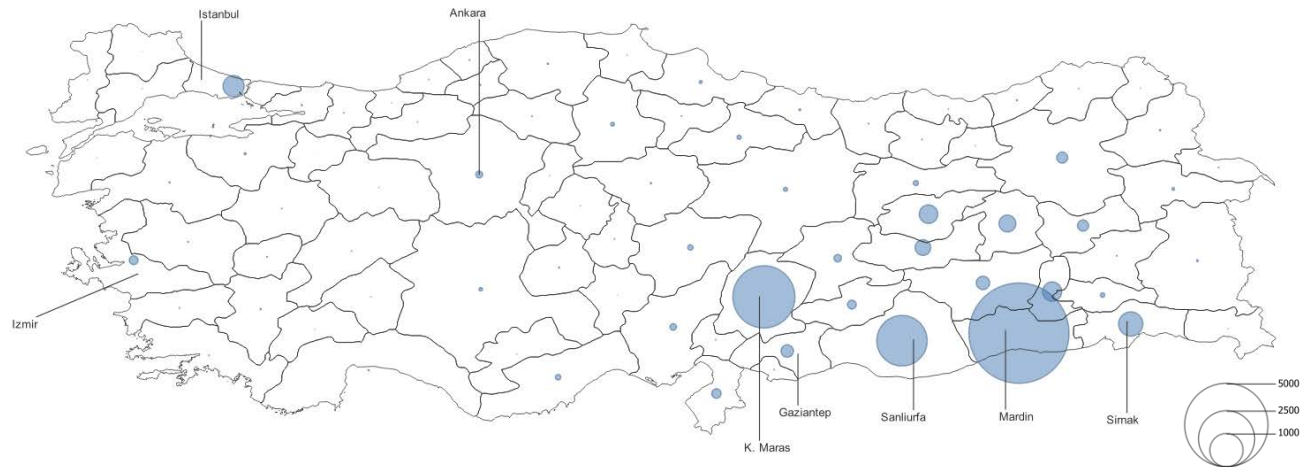 Istanbul
Ankara
Izmir
Gaziantep
Sanliurfa
Mardin
Sirnak
K. Maras
5000
2500
1000